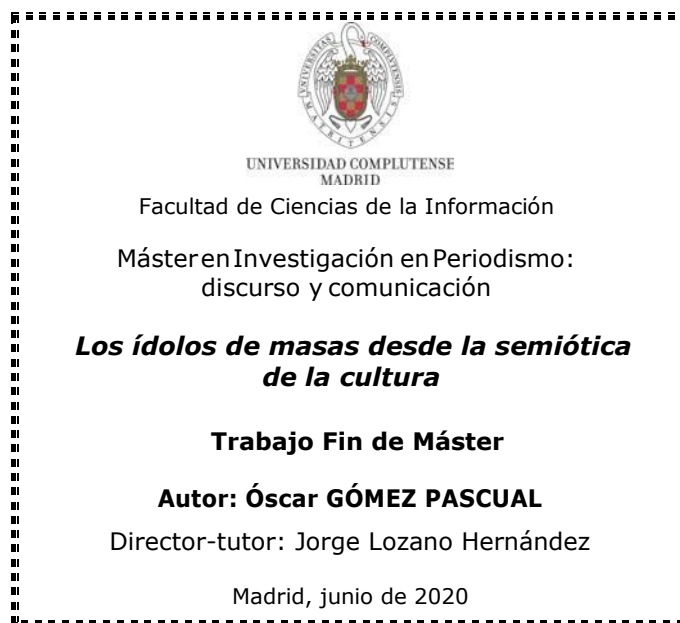 UNIVERSIDAD COMPLUTENSE
MADRID
Facultad de Ciencias de la Información
Máster en Investigación en Periodismo:
discurso y comunicación
Los ídolos de masas desde la semiótica
de la cultura
Trabajo Fin de Máster
Autor: Óscar GÓMEZ PASCUAL
Director-tutor: Jorge Lozano Hernández
Madrid, junio de 2020